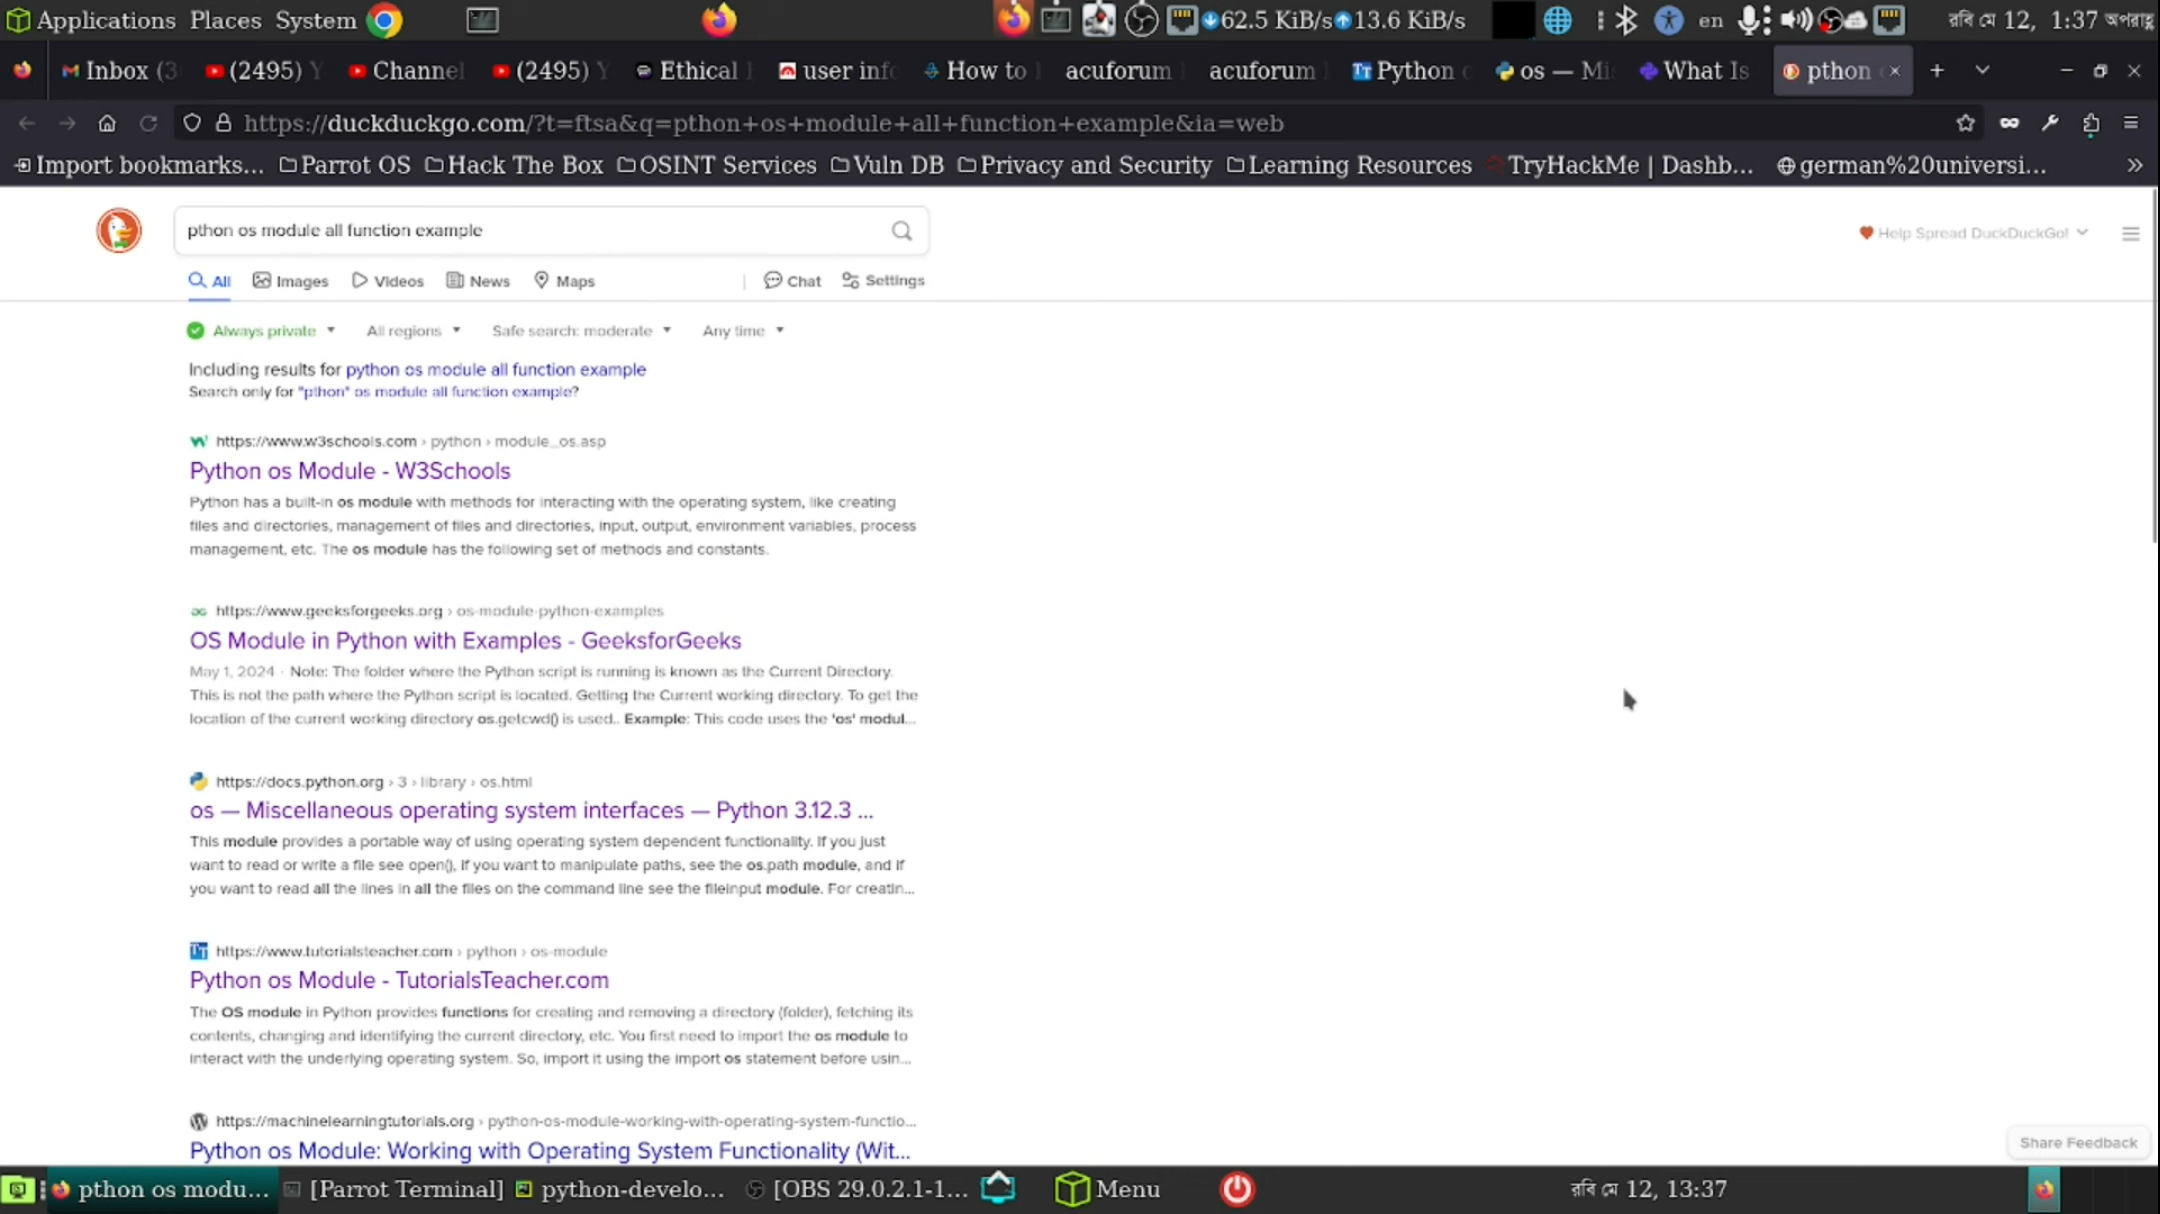 Applications Places System 62.5 KiB/s 13.6 KiB/s en রবি মে 12, 1:37 অপরাহ্ণ
Inbox (3 (2495) Y Channel (2495) Y Ethical user info How to acuforum acuforum Python os — Mi What Is pthon
https://duckduckgo.com/?t=ftsa&q=pthon+os+module+all+function+example&ia=web
Import bookmarks... Parrot OS Hack The Box OSINT Services Vuln DB Privacy and Security Learning Resources TryHackMe | Dashb... german%20universi...
pthon os module all function example
Help Spread DuckDuckGo!
All Images Videos News Maps Chat Settings
Always private All regions Safe search: moderate Any time
Including results for python os module all function example
Search only for "pthon" os module all function example?
https://www.w3schools.com › python › module_os.asp
Python os Module - W3Schools
Python has a built-in os module with methods for interacting with the operating system, like creating
files and directories, management of files and directories, input, output, environment variables, process
management, etc. The os module has the following set of methods and constants.
https://www.geeksforgeeks.org › os-module-python-examples
OS Module in Python with Examples - GeeksforGeeks
May 1, 2024 · Note: The folder where the Python script is running is known as the Current Directory.
This is not the path where the Python script is located. Getting the Current working directory. To get the
location of the current working directory os.getcwd() is used.. Example: This code uses the 'os' modul...
https://docs.python.org › 3 › library › os.html
os — Miscellaneous operating system interfaces — Python 3.12.3 ...
This module provides a portable way of using operating system dependent functionality. If you just
want to read or write a file see open(), if you want to manipulate paths, see the os.path module, and if
you want to read all the lines in all the files on the command line see the fileinput module. For creatin...
https://www.tutorialsteacher.com › python › os-module
Python os Module - TutorialsTeacher.com
The OS module in Python provides functions for creating and removing a directory (folder), fetching its
contents, changing and identifying the current directory, etc. You first need to import the os module to
interact with the underlying operating system. So, import it using the import os statement before usin...
https://machinelearningtutorials.org › python-os-module-working-with-operating-system-functio...
Python os Module: Working with Operating System Functionality (Wit...
Share Feedback
pthon os modu... [Parrot Terminal] python-develo... [OBS 29.0.2.1-1... Menu রবি মে 12, 13:37